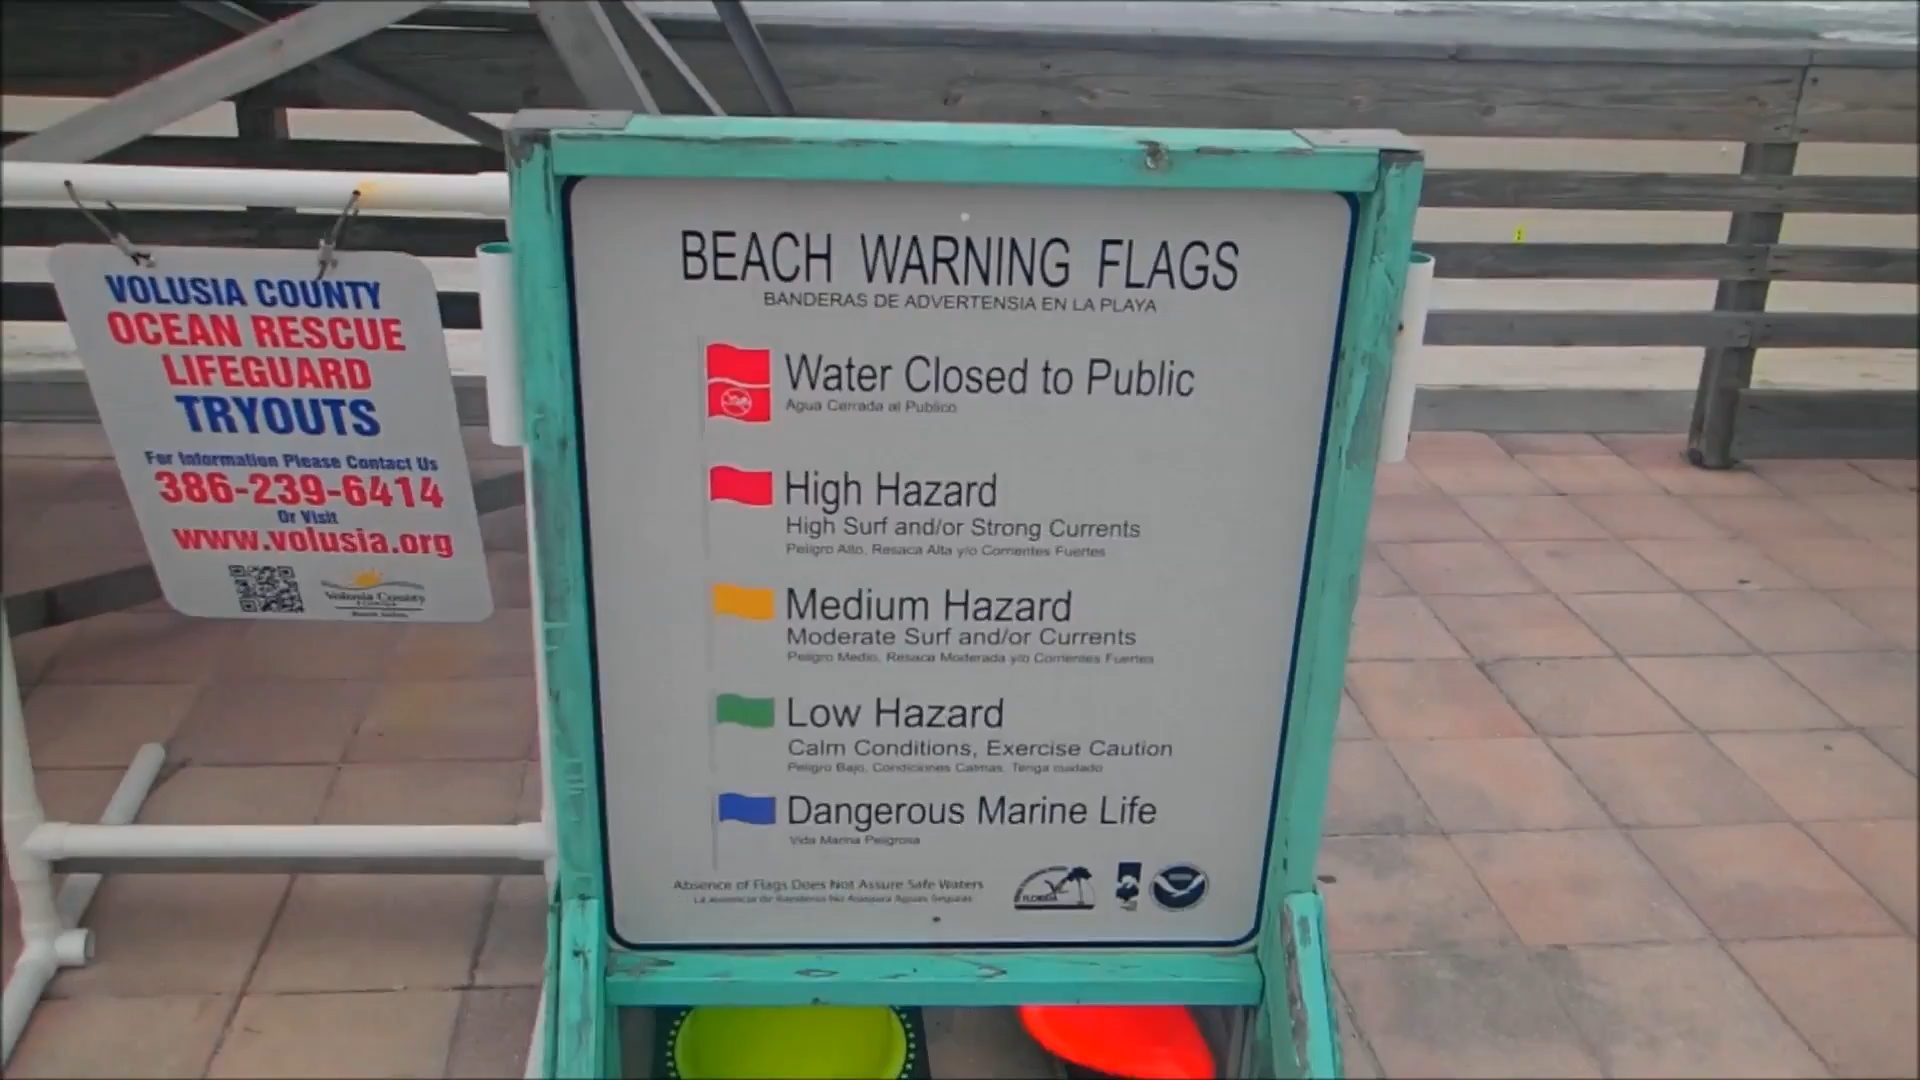 VOLUSIA COUNTY
OCEAN RESCUE
LIFEGUARD
TRYOUTS
For Information Please Contact Us
386-239-6414
Or Visit
www.volusia.org
Volusia County
FLORIDA
BEACH WARNING FLAGS
BANDERAS DE ADVERTENSIA EN LA PLAYA
Water Closed to Public
Agua Cerrada al Publico
High Hazard
High Surf and/or Strong Currents
Peligro Alto, Resaca Alta y/o Corrientes Fuertes
Medium Hazard
Moderate Surf and/or Currents
Peligro Medio, Resaca Moderada y/o Corrientes Fuertes
Low Hazard
Calm Conditions, Exercise Caution
Peligro Bajo, Condiciones Calmas, Tenga cuidado
Dangerous Marine Life
Vida Marina Peligrosa
Absence of Flags Does Not Assure Safe Waters
La ausencia de Banderas No Asegura Aguas Seguras
FLORIDA